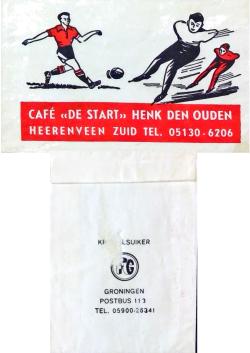 CAFÉ «DE START» HENK DEN OUDEN
HEERENVEEN ZUID TEL. 05130-6206
GRONINGEN
POSTBUS 113
TEL. 05900-26341